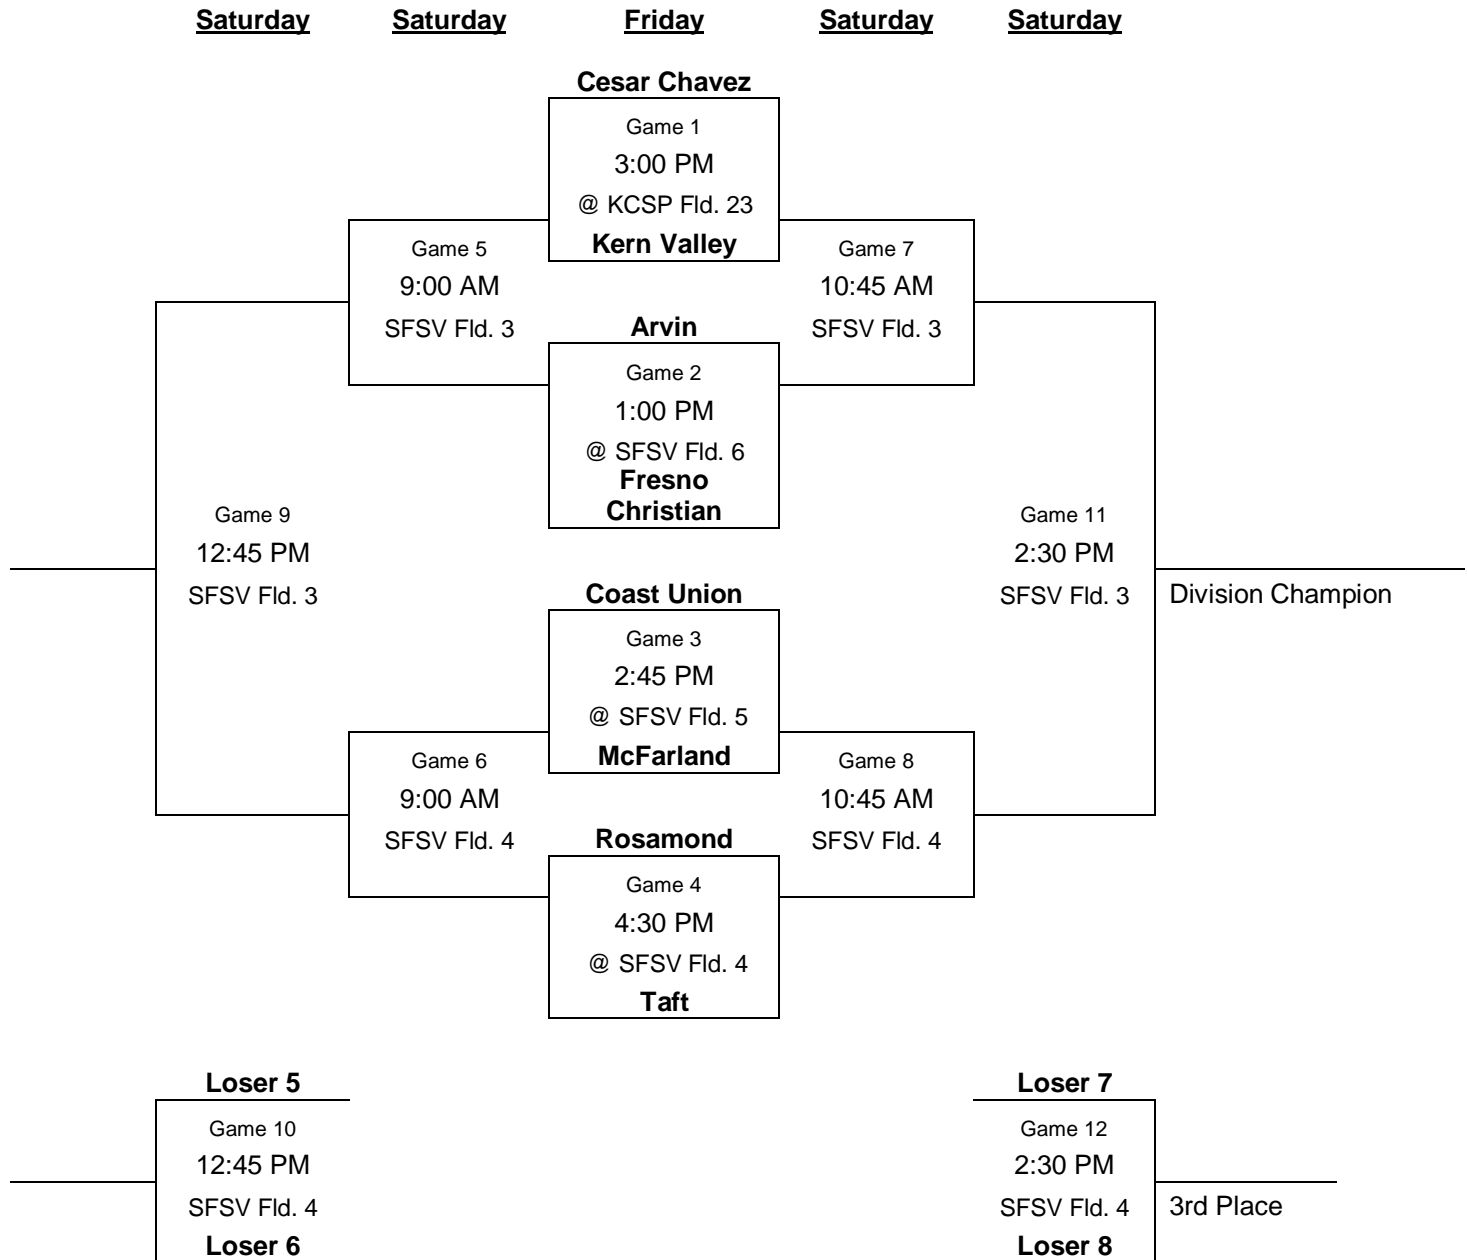 Saturday Saturday Friday Saturday Saturday
Cesar Chavez
Game 1
3:00 PM
@ KCSP Fld. 23
Kern Valley
Game 5
9:00 AM
SFSV Fld. 3
Game 7
10:45 AM
SFSV Fld. 3
Arvin
Game 2
1:00 PM
@ SFSV Fld. 6
Fresno
Christian
Game 9
12:45 PM
SFSV Fld. 3
Game 11
2:30 PM
SFSV Fld. 3
Division Champion
Coast Union
Game 3
2:45 PM
@ SFSV Fld. 5
McFarland
Game 6
9:00 AM
SFSV Fld. 4
Game 8
10:45 AM
SFSV Fld. 4
Rosamond
Game 4
4:30 PM
@ SFSV Fld. 4
Taft
Loser 5
Game 10
12:45 PM
SFSV Fld. 4
Loser 6
Loser 7
Game 12
2:30 PM
SFSV Fld. 4
Loser 8
3rd Place